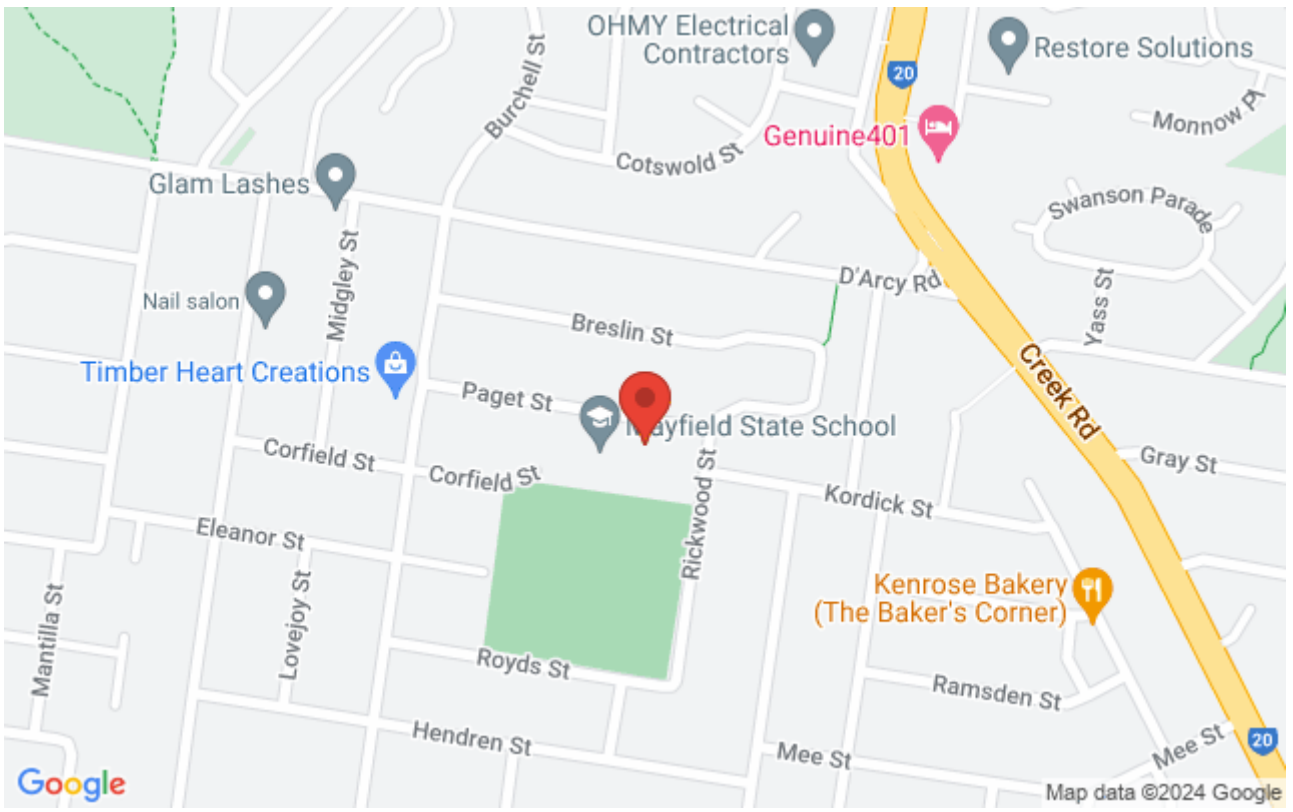 OHMY Electrical
Contractors
20
Restore Solutions
Burchell St
Monnow Pl
Genuine401
Cotswold St
Glam Lashes
Swanson Parade
Midgley St
D'Arcy Rd
Nail salon
Yass St
Breslin St
Timber Heart Creations
Creek Rd
Paget St
Mayfield State School
Corfield St
Corfield St
Gray St
Kordick St
Rickwood St
Eleanor St
Kenrose Bakery
(The Baker's Corner)
Lovejoy St
Mantilla St
Royds St
Ramsden St
Hendren St
Mee St
Mee St
20
Google
Map data ©2024 Google